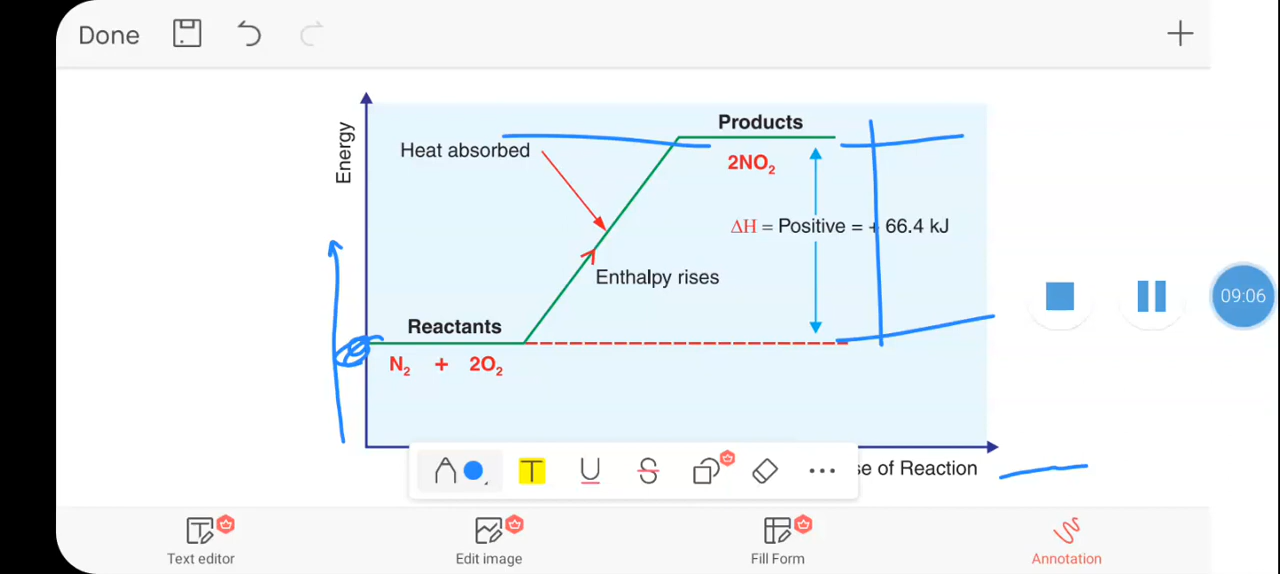 Done
Energy
Heat absorbed
Products
2NO₂
ΔH = Positive = + 66.4 kJ
Enthalpy rises
09:06
Reactants
N₂ + 2O₂
of Reaction
T U S
Text editor
Edit image
Fill Form
Annotation